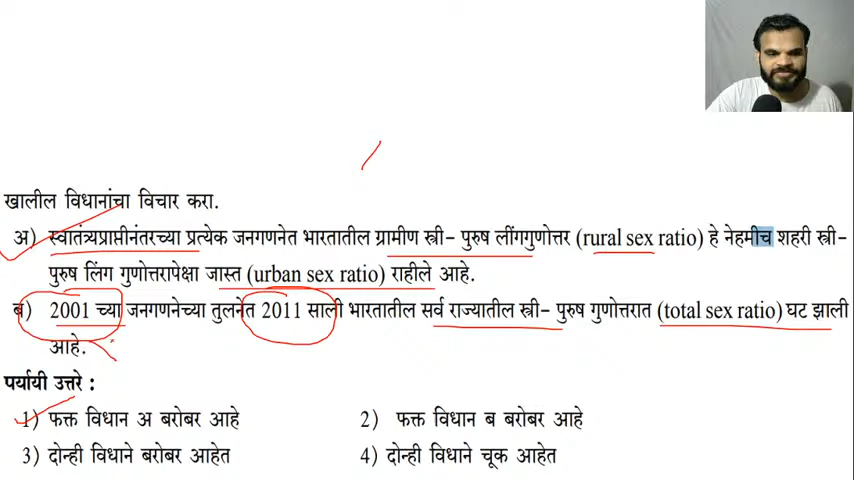 खालील विधानांचा विचार करा.
अ) स्वातंत्र्यप्राप्तीनंतरच्या प्रत्येक जनगणनेत भारतातील ग्रामीण स्त्री- पुरुष लींगगुणोत्तर (rural sex ratio) हे नेहमीच शहरी स्त्री-
पुरुष लिंग गुणोत्तरापेक्षा जास्त (urban sex ratio) राहीले आहे.
ब) 2001 च्या जनगणनेच्या तुलनेत 2011 साली भारतातील सर्व राज्यातील स्त्री- पुरुष गुणोत्तरात (total sex ratio) घट झाली
आहे.
पर्यायी उत्तरे :
1) फक्त विधान अ बरोबर आहे
2) फक्त विधान ब बरोबर आहे
3) दोन्ही विधाने बरोबर आहेत
4) दोन्ही विधाने चूक आहेत